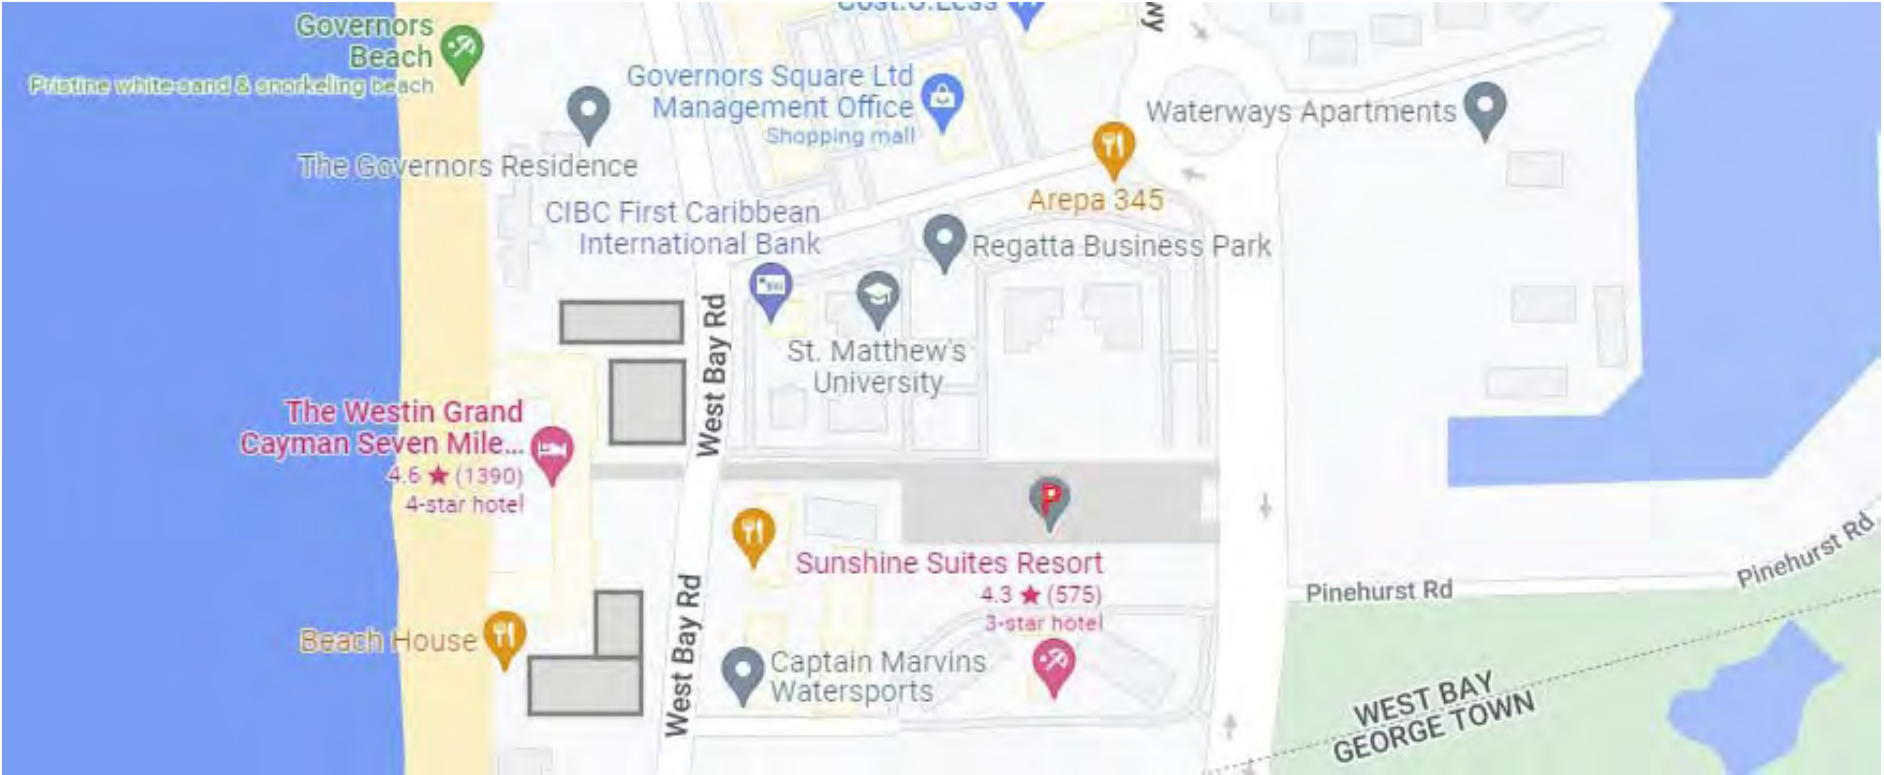 Cost.U.Less
wy
Governors
Beach
Pristine white-sand & snorkeling beach
Governors Square Ltd
Management Office
Shopping mall
Waterways Apartments
The Governors Residence
Arepa 345
CIBC First Caribbean
International Bank
Regatta Business Park
West Bay Rd
St. Matthew's
University
The Westin Grand
Cayman Seven Mile...
4.6 ★ (1390)
4-star hotel
P
Sunshine Suites Resort
4.3 ★ (575)
3-star hotel
Pinehurst Rd
Pinehurst Rd
Beach House
West Bay Rd
Captain Marvins
Watersports
WEST BAY
GEORGE TOWN